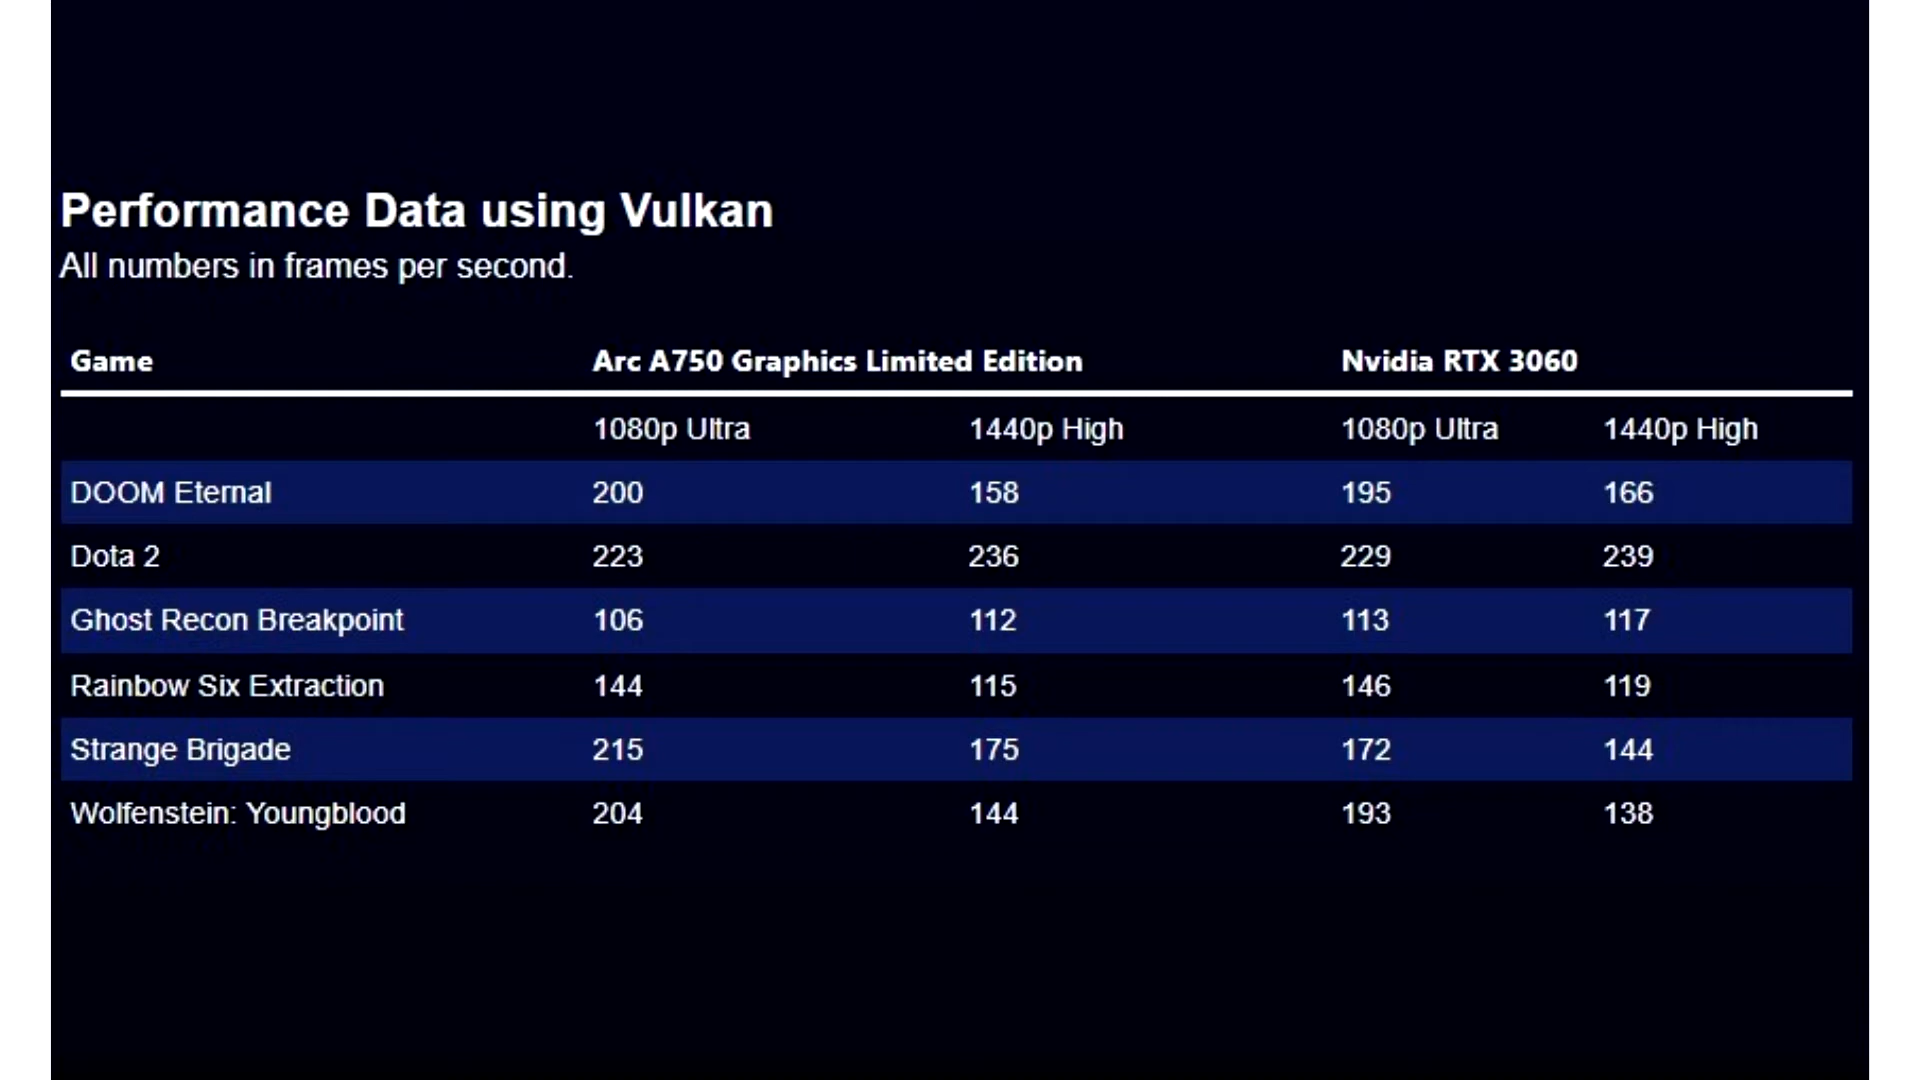 Performance Data using Vulkan
All numbers in frames per second.
Game Arc A750 Graphics Limited Edition Nvidia RTX 3060
1080p Ultra 1440p High 1080p Ultra 1440p High
DOOM Eternal 200 158 195 166
Dota 2 223 236 229 239
Ghost Recon Breakpoint 106 112 113 117
Rainbow Six Extraction 144 115 146 119
Strange Brigade 215 175 172 144
Wolfenstein: Youngblood 204 144 193 138